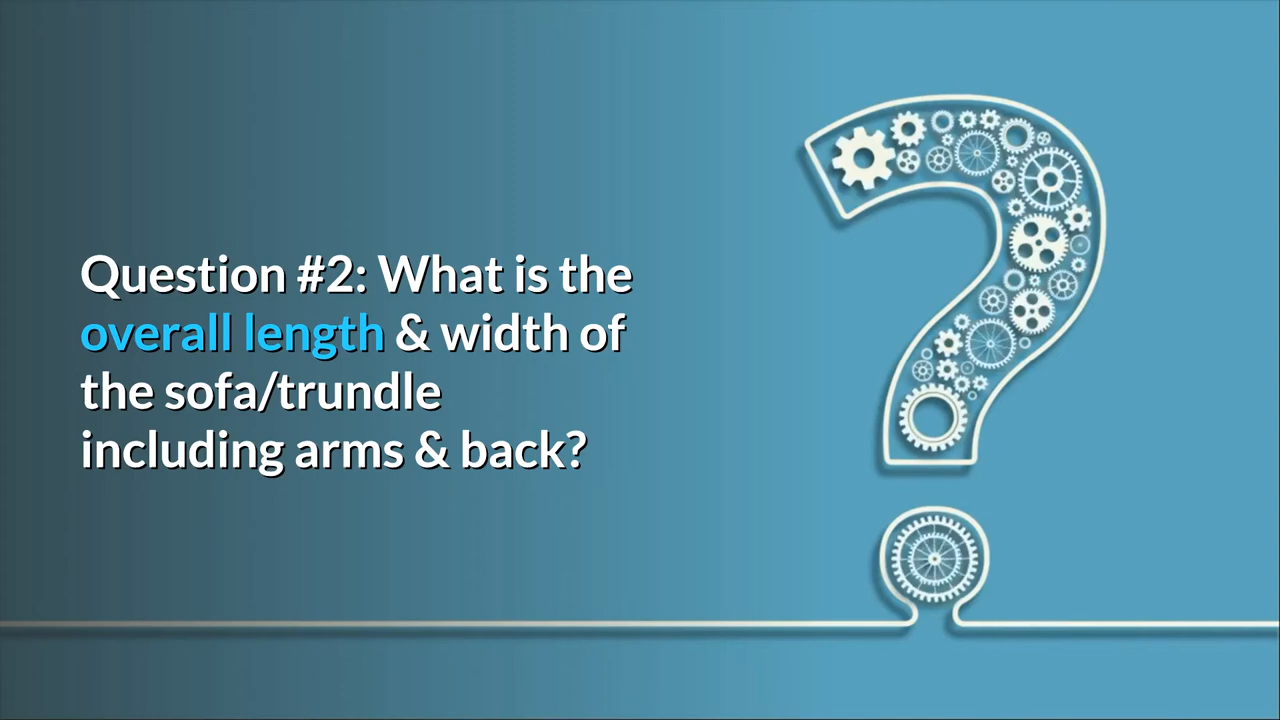 Question #2: What is the
overall length & width of
the sofa/trundle
including arms & back?